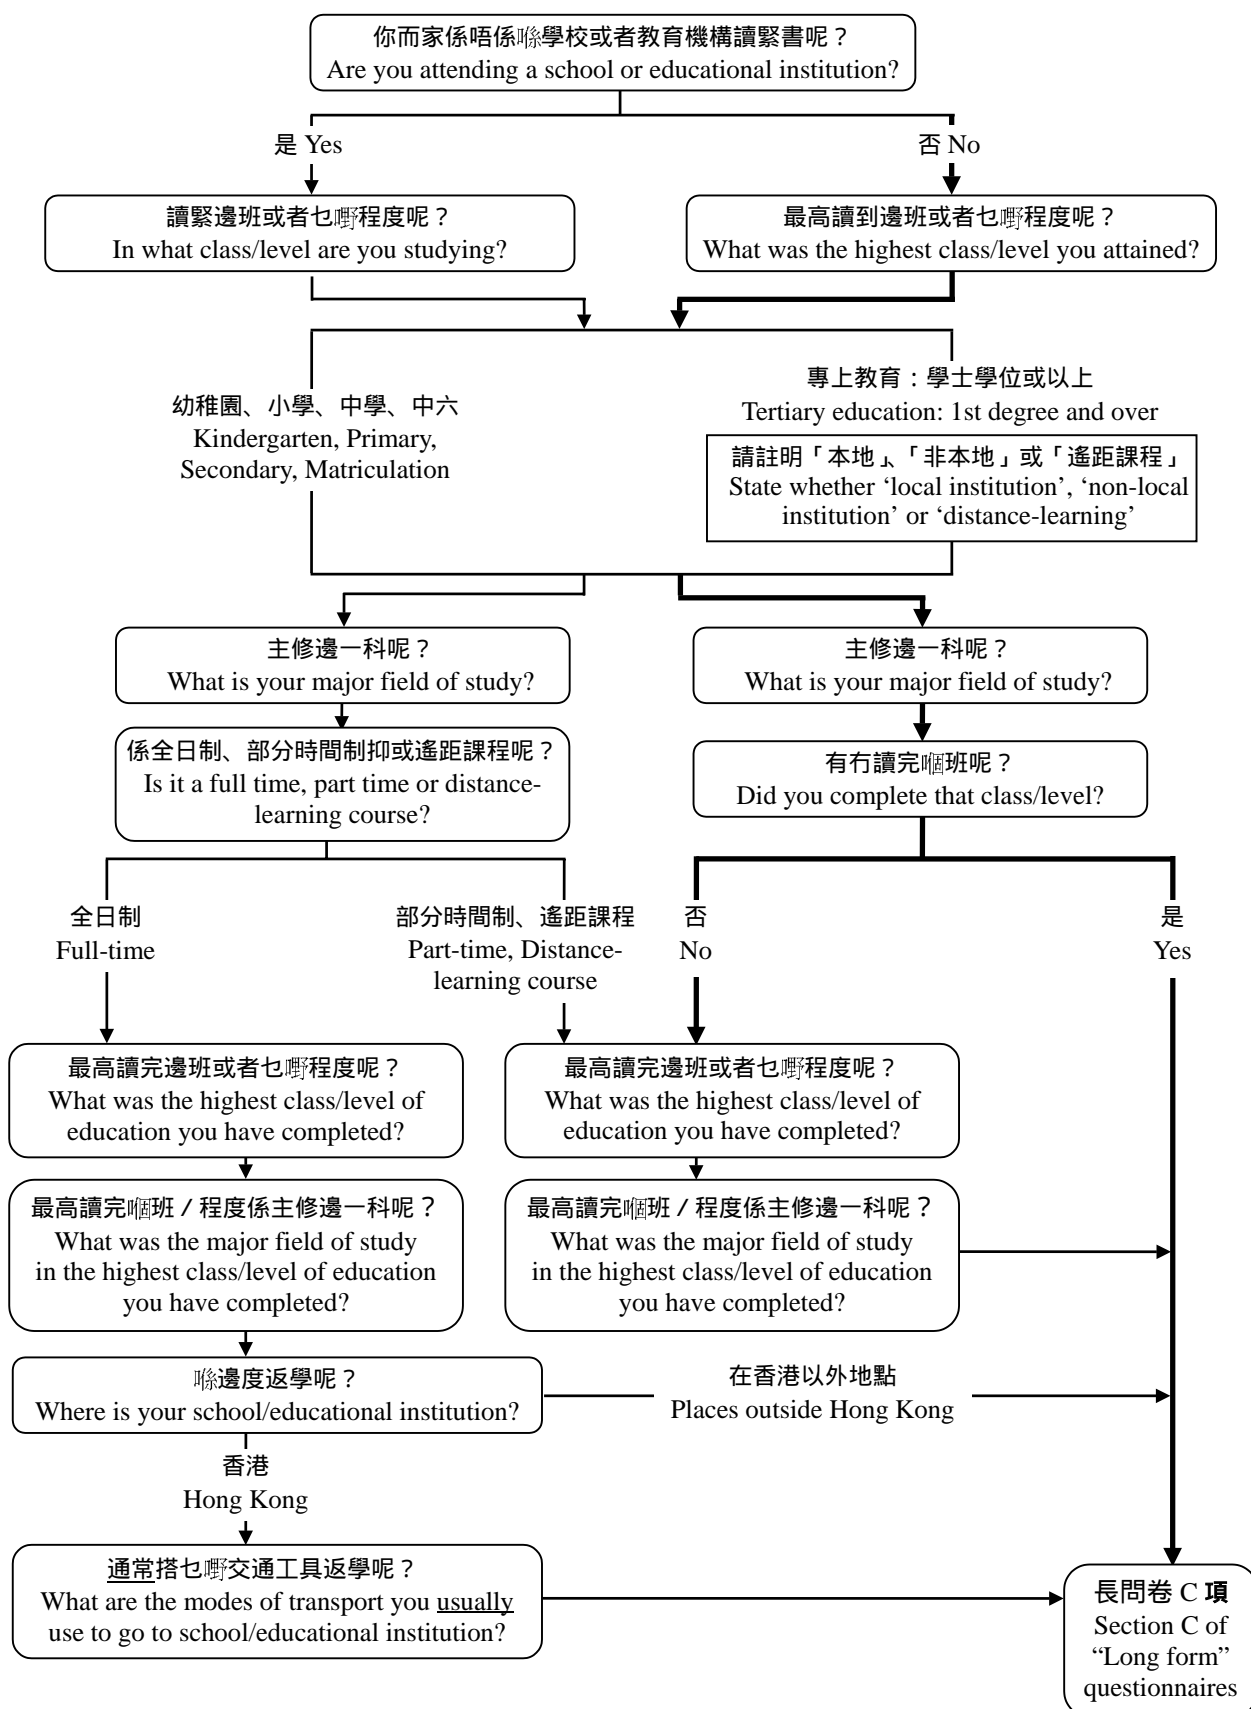 你而家係唔係喺學校或者教育機構讀緊書呢？
Are you attending a school or educational institution?
是 Yes
否 No
讀緊邊班或者乜嘢程度呢？
In what class/level are you studying?
最高讀到邊班或者乜嘢程度呢？
What was the highest class/level you attained?
幼稚園、小學、中學、中六
Kindergarten, Primary,
Secondary, Matriculation
專上教育：學士學位或以上
Tertiary education: 1st degree and over
請註明「本地」、「非本地」或「遙距課程」
State whether ‘local institution’, ‘non-local
institution’ or ‘distance-learning’
主修邊一科呢？
What is your major field of study?
主修邊一科呢？
What is your major field of study?
係全日制、部分時間制抑或遙距課程呢？
Is it a full time, part time or distance-
learning course?
有冇讀完嗰班呢？
Did you complete that class/level?
全日制
Full-time
部分時間制、遙距課程
Part-time, Distance-
learning course
否
No
是
Yes
最高讀完邊班或者乜嘢程度呢？
What was the highest class/level of
education you have completed?
最高讀完邊班或者乜嘢程度呢？
What was the highest class/level of
education you have completed?
最高讀完嗰班 / 程度係主修邊一科呢？
What was the major field of study
in the highest class/level of education
you have completed?
最高讀完嗰班 / 程度係主修邊一科呢？
What was the major field of study
in the highest class/level of education
you have completed?
喺邊度返學呢？
Where is your school/educational institution?
在香港以外地點
Places outside Hong Kong
香港
Hong Kong
通常搭乜嘢交通工具返學呢？
What are the modes of transport you usually
use to go to school/educational institution?
長問卷 C 項
Section C of
“Long form”
questionnaires